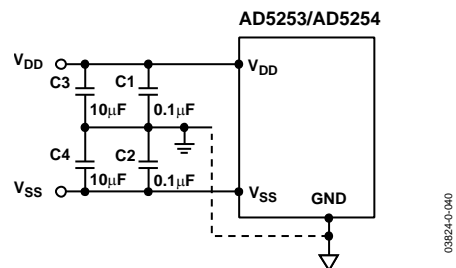 AD5253/AD5254
VDD
VDD
C3
C1
10μF
0.1μF
C4
C2
10μF
0.1μF
VSS
VSS
GND
03824-0-040